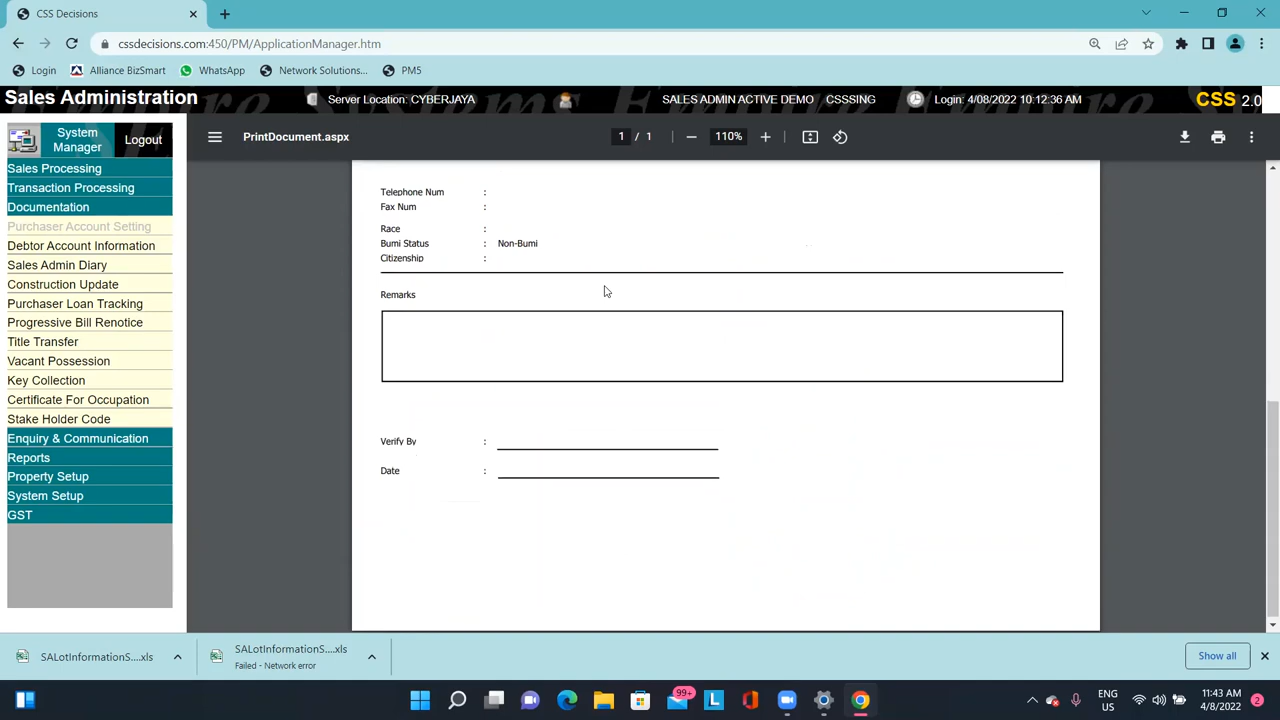 CSS Decisions
cssdecisions.com:450/PM/ApplicationManager.htm
Login
Alliance BizSmart
WhatsApp
Network Solutions...
PM5
Sales Administration
Server Location: CYBERJAYA
SALES ADMIN ACTIVE DEMO
CSSSING
Login: 4/08/2022 10:12:36 AM
CSS 2.0
System Manager
Logout
PrintDocument.aspx
1 / 1
110%
Sales Processing
Transaction Processing
Documentation
Purchaser Account Setting
Debtor Account Information
Sales Admin Diary
Construction Update
Purchaser Loan Tracking
Progressive Bill Renotice
Title Transfer
Vacant Possession
Key Collection
Certificate For Occupation
Stake Holder Code
Enquiry & Communication
Reports
Property Setup
System Setup
GST
Telephone Num :
Fax Num :
Race :
Bumi Status : Non-Bumi
Citizenship :
Remarks
Verify By :
Date :
SALotInformationS....xls
SALotInformationS....xls
Failed - Network error
Show all
99+
ENG
US
11:43 AM
4/8/2022
2